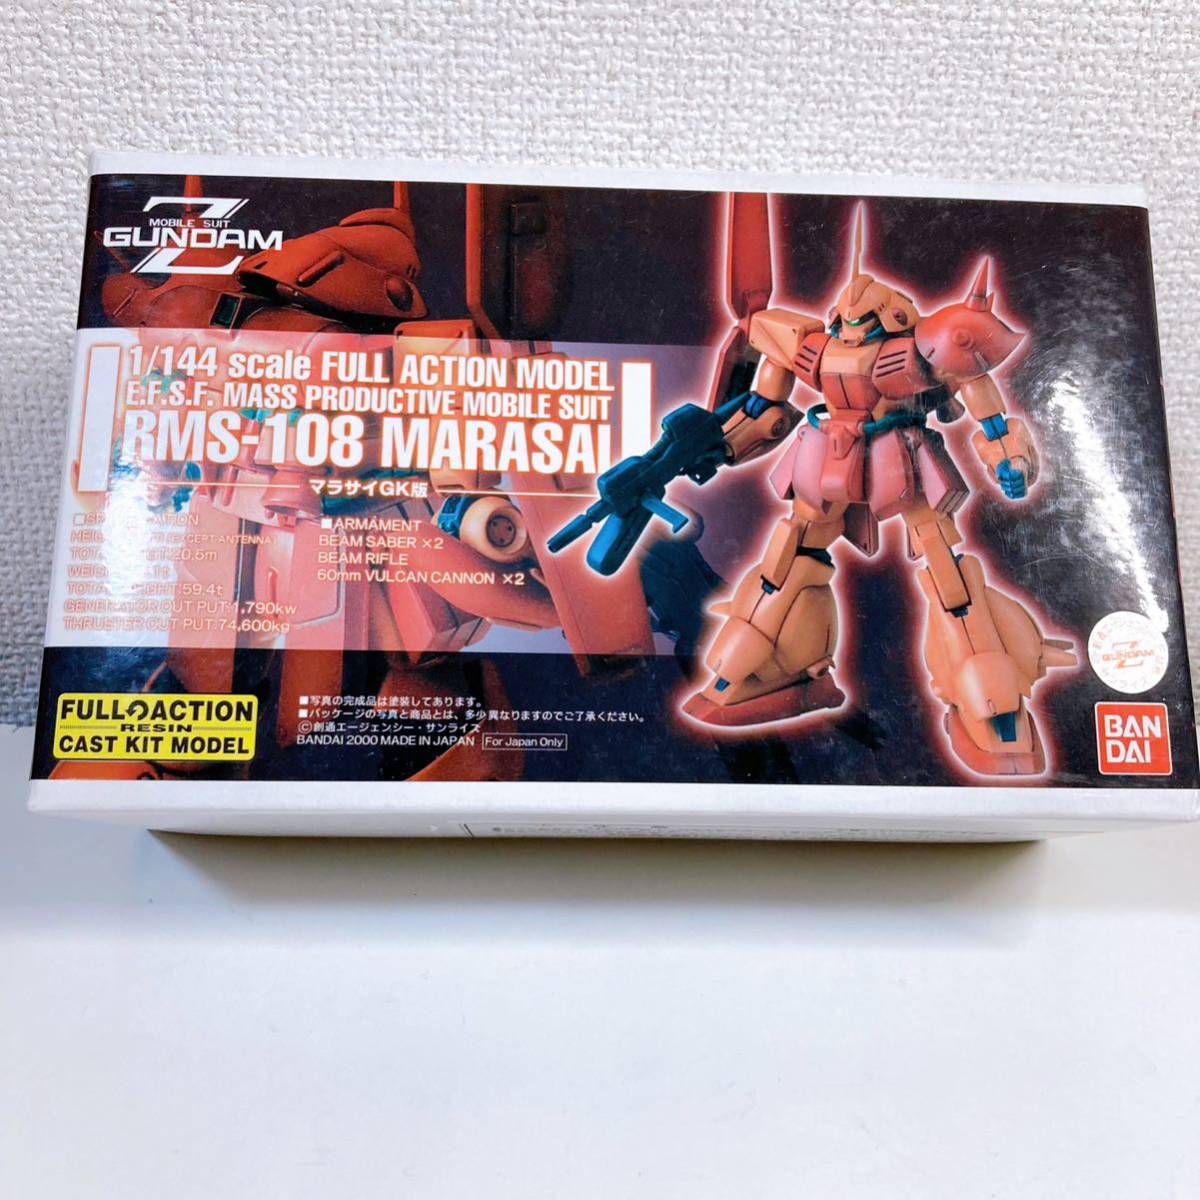 MOBILE SUIT
Z
GUNDAM
1/144 scale FULL ACTION MODEL
E.F.S.F. MASS PRODUCTIVE MOBILE SUIT
RMS-108 MARASAI
マラサイGK版
(EXCEPT ANTENNA)
20.5m
59.4t
GENERATOR OUT PUT:1,790kw
THRUSTER OUT PUT:74,600kg
■ARMAMENT
BEAM SABER ×2
BEAM RIFLE
60mm VULCAN CANNON ×2
FULL ACTION
RESIN
CAST KIT MODEL
■写真の完成品は塗装してあります。
■パッケージの写真と商品とは、多少異なりますのでご了承ください。
Ⓒ創通エージェンシー・サンライズ
BANDAI 2000 MADE IN JAPAN For Japan Only
Z
GUNDAM
BAN
DAI